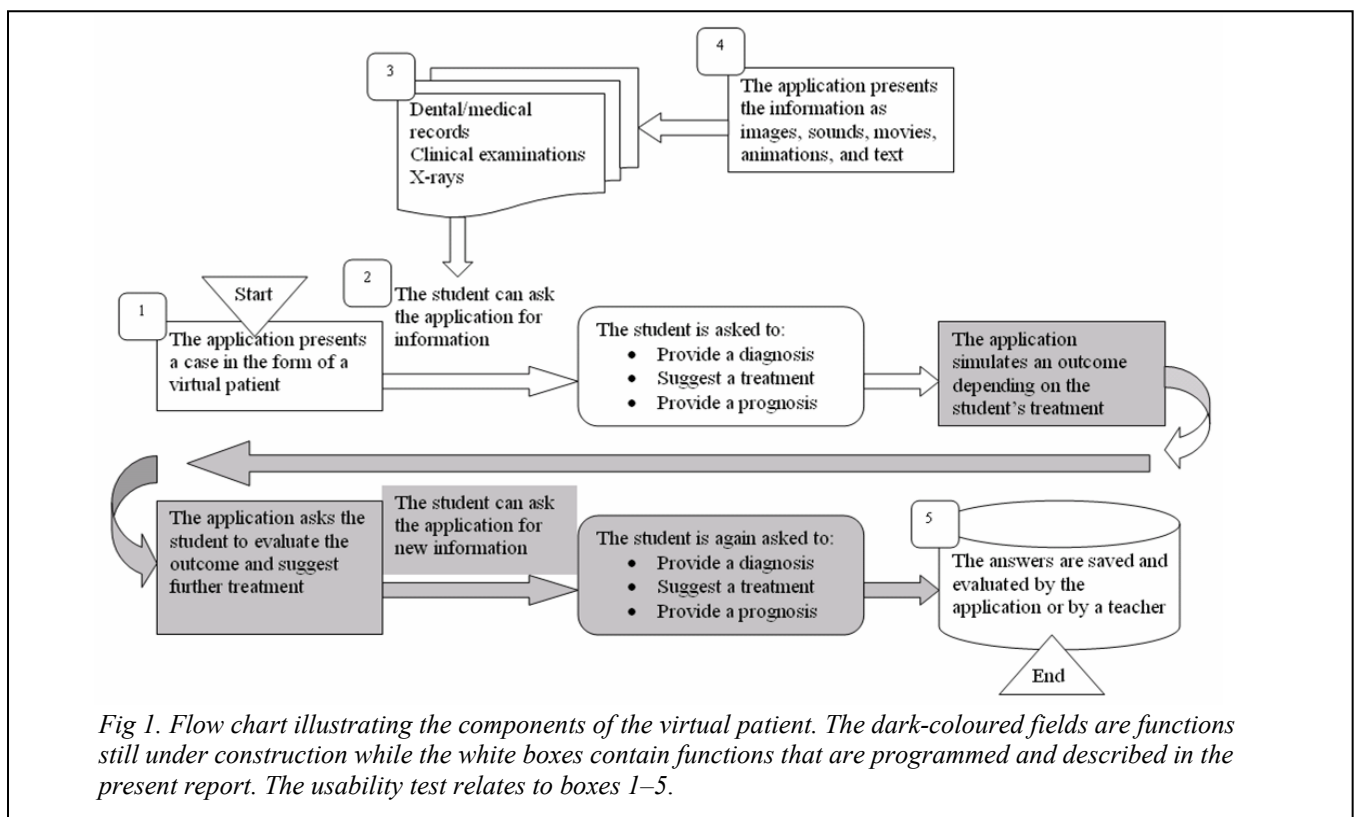 3
Dental/medical
records
Clinical examinations
X-rays
4
The application presents
the information as
images, sounds, movies,
animations, and text
Start
1
The application presents
a case in the form of a
virtual patient
2
The student can ask
the application for
information
The student is asked to:
• Provide a diagnosis
• Suggest a treatment
• Provide a prognosis
The application
simulates an outcome
depending on the
student's treatment
The application asks the
student to evaluate the
outcome and suggest
further treatment
The student can ask
the application for
new information
The student is again asked to:
• Provide a diagnosis
• Suggest a treatment
• Provide a prognosis
5
The answers are saved and
evaluated by the
application or by a teacher
End
Fig 1. Flow chart illustrating the components of the virtual patient. The dark-coloured fields are functions
still under construction while the white boxes contain functions that are programmed and described in the
present report. The usability test relates to boxes 1–5.